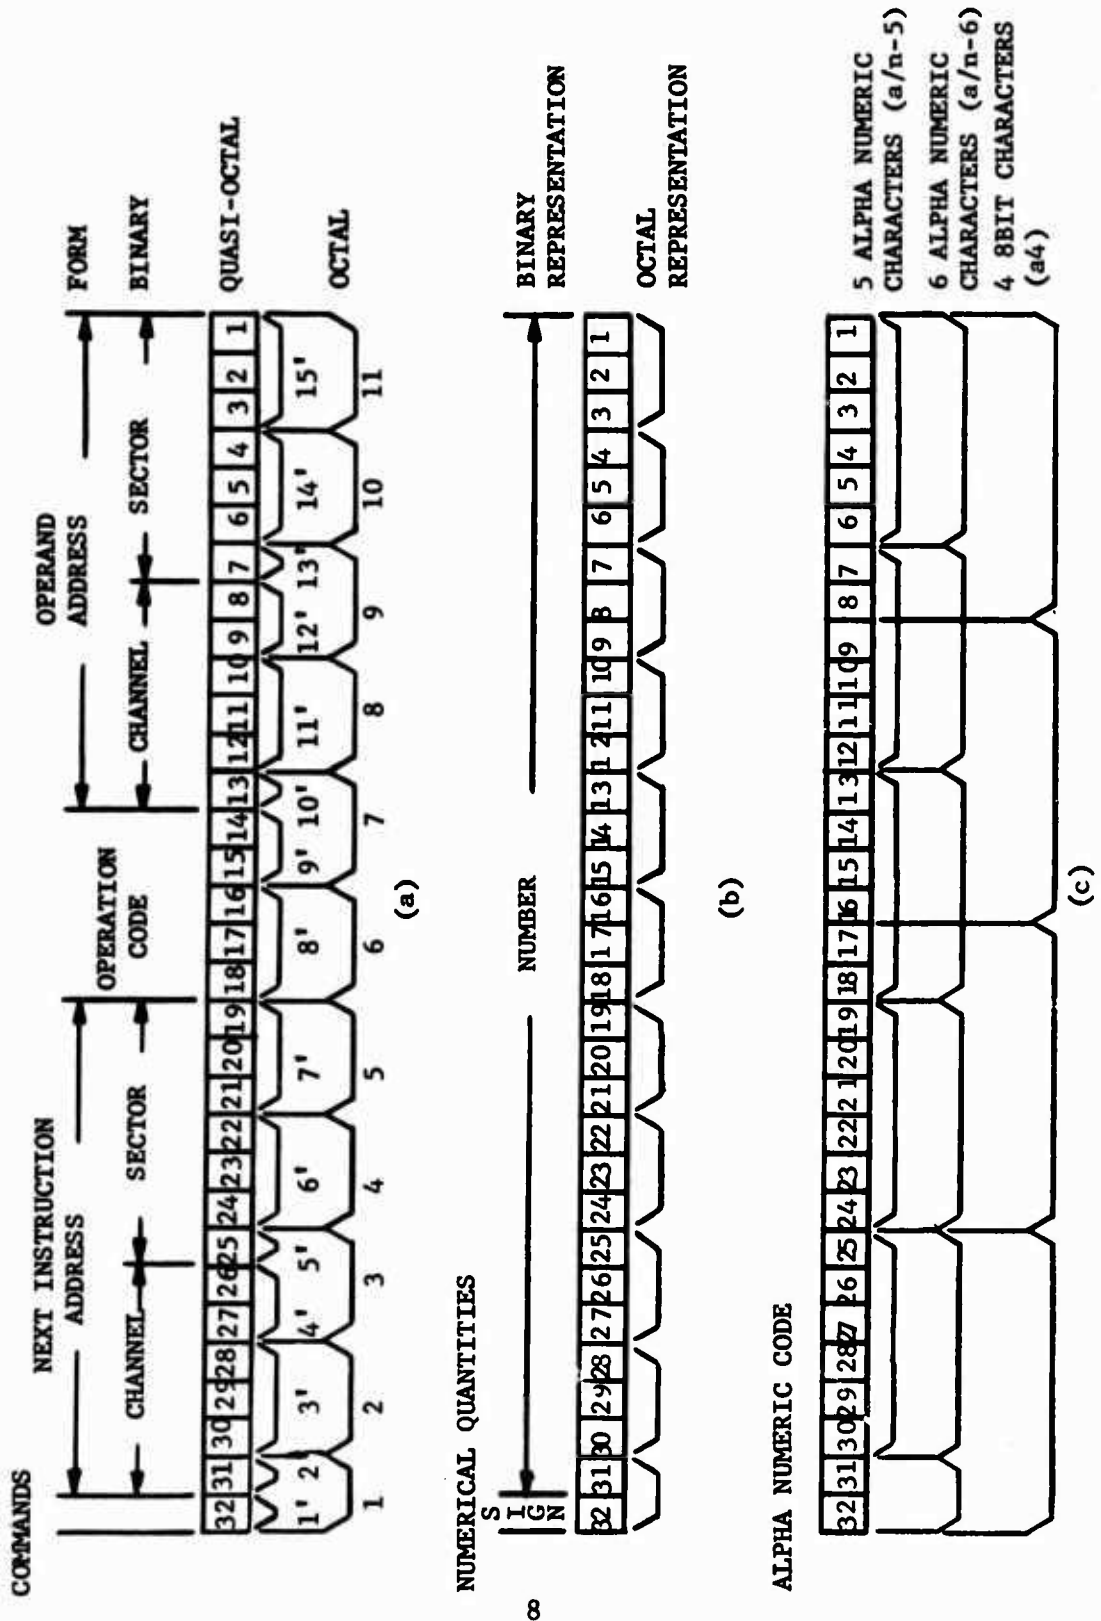 COMMANDS
NEXT INSTRUCTION
ADDRESS
OPERATION
CODE
OPERAND
ADDRESS
FORM
CHANNEL
SECTOR
CHANNEL
SECTOR
BINARY
32 31 30 29 28 27 26 25 24 23 22 21 20 19 18 17 16 15 14 13 12 11 10 9 8 7 6 5 4 3 2 1
QUASI-OCTAL
1' 2' 3' 4' 5' 6' 7' 8' 9' 10' 11' 12' 13' 14' 15'
OCTAL
1 2 3 4 5 6 7 8 9 10 11
(a)
NUMERICAL QUANTITIES
SIGN
NUMBER
BINARY
REPRESENTATION
32 31 30 29 28 27 26 25 24 23 22 21 20 19 18 17 16 15 14 13 12 11 10 9 8 7 6 5 4 3 2 1
OCTAL
REPRESENTATION
8
(b)
ALPHA NUMERIC CODE
32 31 30 29 28 27 26 25 24 23 22 21 20 19 18 17 16 15 14 13 12 11 10 9 8 7 6 5 4 3 2 1
5 ALPHA NUMERIC
CHARACTERS (a/n-5)
6 ALPHA NUMERIC
CHARACTERS (a/n-6)
4 8BIT CHARACTERS
(a4)
(c)